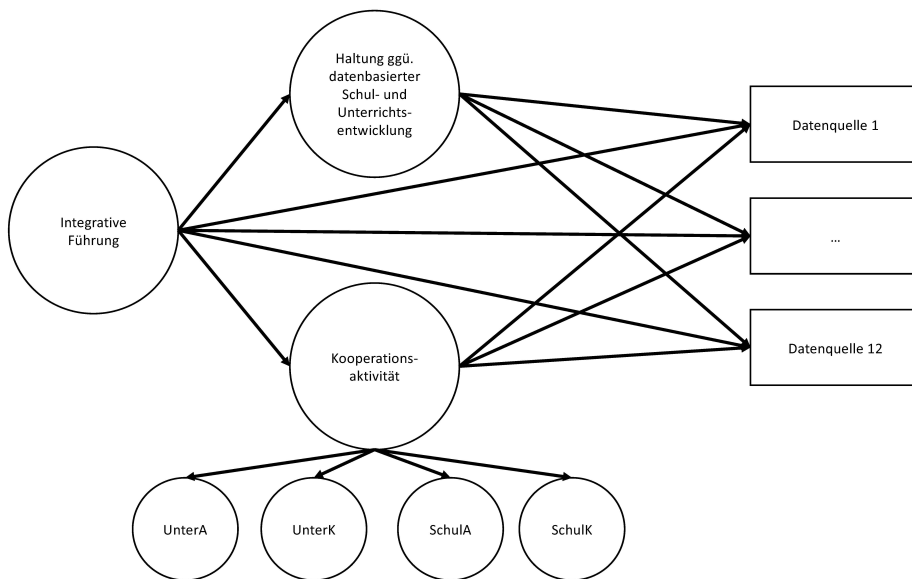 Haltung ggü.
datenbasierter
Schul- und
Unterrichts-
entwicklung
Datenquelle 1
Integrative
Führung
...
Datenquelle 12
Kooperations-
aktivität
UnterA
UnterK
SchulA
SchulK